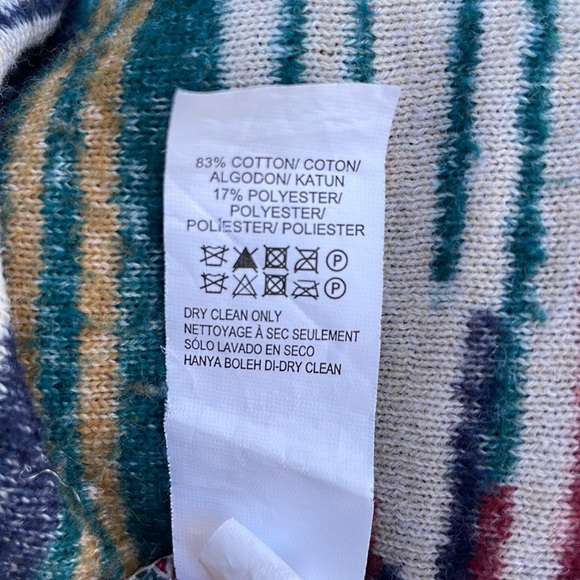 83% COTTON/ COTON/
ALGODON/ KATUN
17% POLYESTER/
POLYESTER/
POLIESTER/ POLIESTER
P
P
DRY CLEAN ONLY
NETTOYAGE À SEC SEULEMENT
SÓLO LAVADO EN SECO
HANYA BOLEH DI-DRY CLEAN